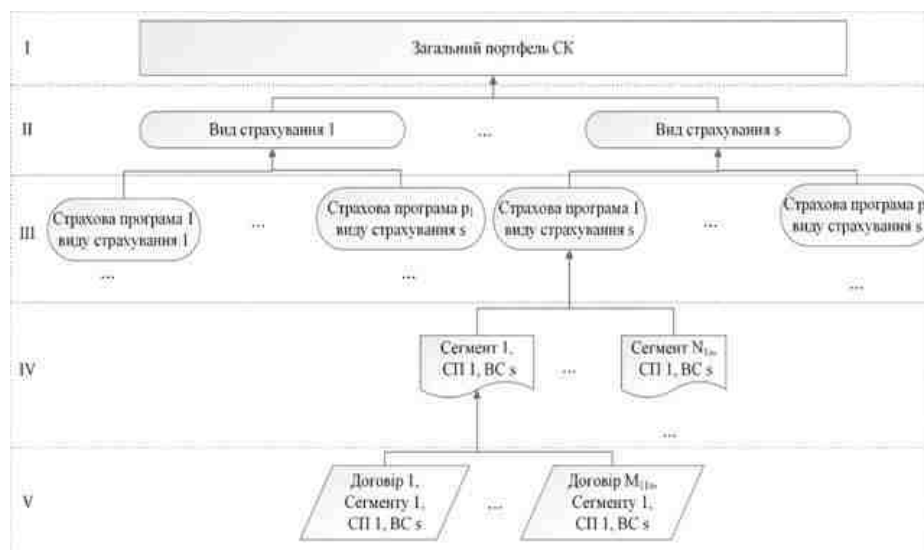 I
Загальний портфель СК
II
Вид страхування 1
...
Вид страхування s
III
Страхова програма 1
виду страхування 1
...
Страхова програма p₁
виду страхування s
Страхова програма 1
виду страхування s
...
Страхова програма p
виду страхування s
...
...
...
IV
Сегмент 1,
СП 1, ВС s
...
Сегмент N₁ₛ,
СП 1, ВС s
...
V
Договір 1,
Сегменту 1,
СП 1, ВС s
...
Договір M₁₁ₛ,
Сегменту 1,
СП 1, ВС s